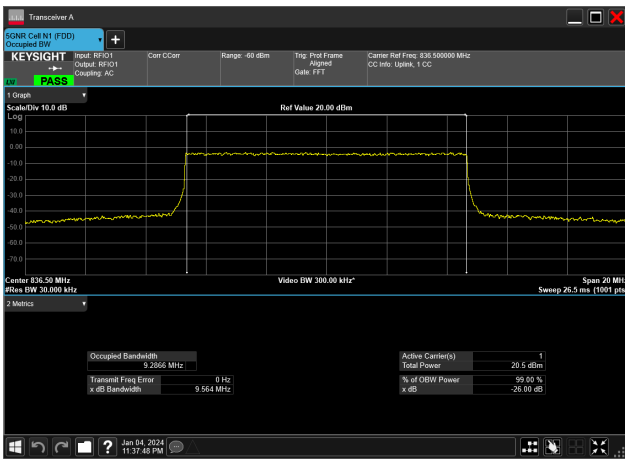 Transceiver A
5GNR Cell N1 (FDD)
Occupied BW
KEYSIGHT
LXI
PASS
Input: RFIO1
Output: RFIO1
Coupling: AC
Corr CCorr
Range: -60 dBm
Trig: Prot Frame
Aligned
Gate: FFT
Carrier Ref Freq: 836.500000 MHz
CC Info: Uplink, 1 CC
1 Graph
Scale/Div 10.0 dB
Ref Value 20.00 dBm
Log
10.0
0.00
-10.0
-20.0
-30.0
-40.0
-50.0
-60.0
-70.0
Center 836.50 MHz
Video BW 300.00 kHz*
Span 20 MHz
#Res BW 30.000 kHz
Sweep 26.5 ms (1001 pts
2 Metrics
Occupied Bandwidth
9.2866 MHz
Transmit Freq Error 0 Hz
x dB Bandwidth 9.564 MHz
Active Carrier(s) 1
Total Power 20.5 dBm
% of OBW Power 99.00 %
x dB -26.00 dB
?
Jan 04, 2024
11:37:48 PM